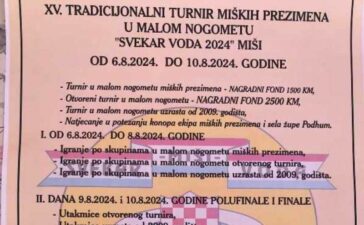 XV. TRADICIONALNI TURNIR MIŠKIH PREZIMENA
U MALOM NOGOMETU
"SVEKAR VODA 2024" MIŠI
OD 6.8.2024. DO 10.8.2024. GODINE
- Turnir u malom nogometu miških prezimena - NAGRADNI FOND 1500 KM,
- Otvoreni turnir u malom nogometu - NAGRADNI FOND 2500 KM,
- Turnir u malom nogometu uzrasta od 2009. godišta.
- Natjecanje u potezanju konopa ekipa miških prezimena i sela župe Podhum.
I. OD 6.8.2024. DO 8.8.2024. GODINE
- Igranje po skupinama u malom nogometu miških prezimena,
- Igranje po skupinama u malom nogometu otvorenog turnira,
- Igranje po skupinama u malom nogometu uzrasta od 2009. godišta.
II. DANA 9.8.2024. i 10.8.2024. GODINE POLUFINALE I FINALE
- Utakmice otvorenog turnira,